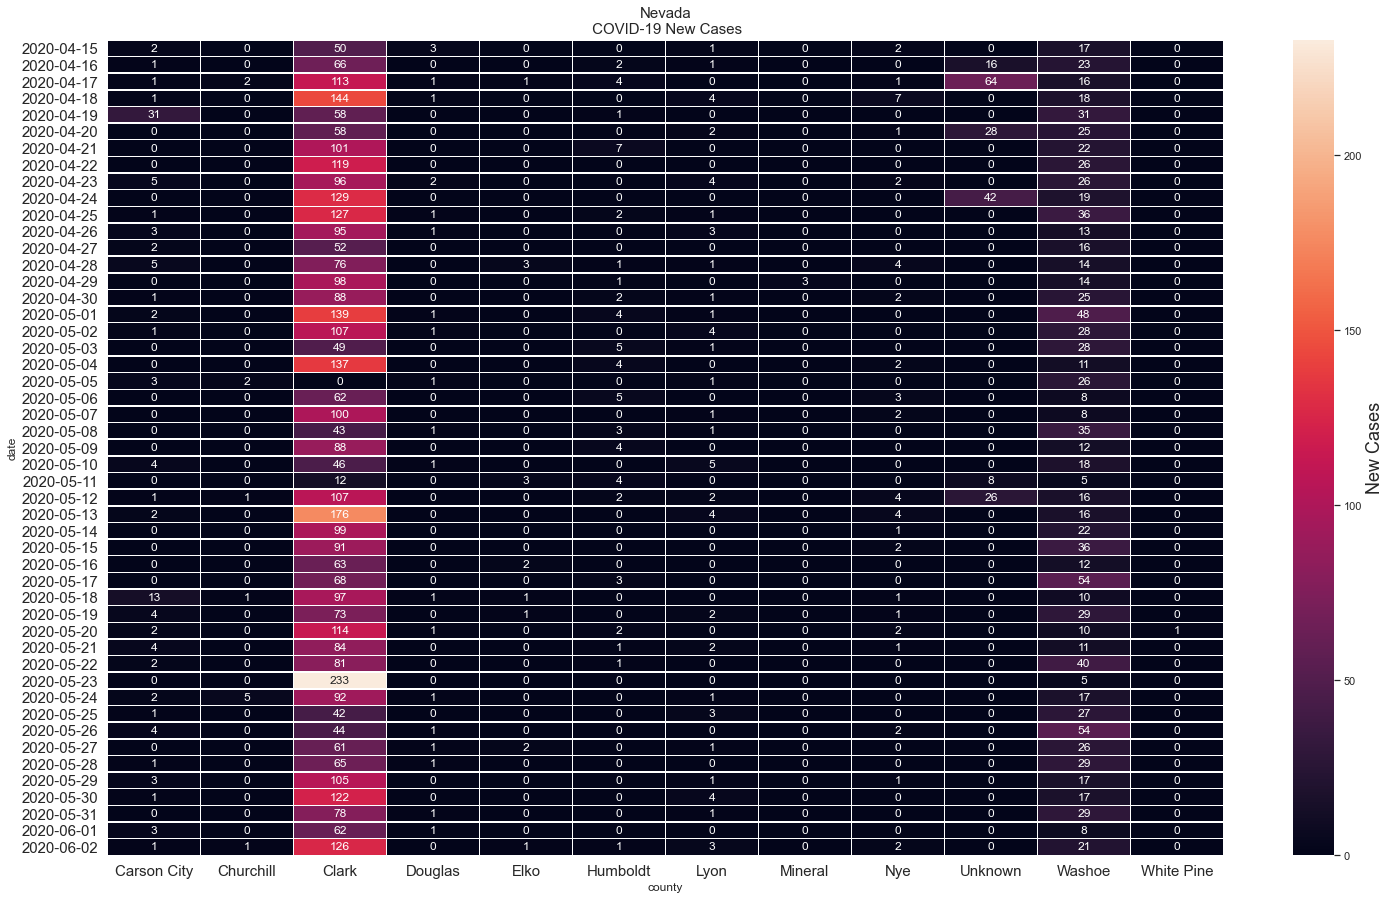 Nevada
COVID-19 New Cases
2020-04-15 2 0 50 3 0 0 1 0 2 0 17 0
2020-04-16 1 0 66 0 0 2 1 0 0 16 23 0
2020-04-17 1 2 113 1 1 4 0 0 1 64 16 0
2020-04-18 1 0 144 1 0 0 4 0 7 0 18 0
2020-04-19 31 0 58 0 0 1 0 0 0 0 31 0
2020-04-20 0 0 58 0 0 0 2 0 1 28 25 0
2020-04-21 0 0 101 0 0 7 0 0 0 0 22 0
2020-04-22 0 0 119 0 0 0 0 0 0 0 26 0
2020-04-23 5 0 96 2 0 0 4 0 2 0 26 0
2020-04-24 0 0 129 0 0 0 0 0 0 42 19 0
2020-04-25 1 0 127 1 0 2 1 0 0 0 36 0
2020-04-26 3 0 95 1 0 0 3 0 0 0 13 0
2020-04-27 2 0 52 0 0 0 0 0 0 0 16 0
2020-04-28 5 0 76 0 3 1 1 0 4 0 14 0
2020-04-29 0 0 98 0 0 1 0 3 0 0 14 0
2020-04-30 1 0 88 0 0 2 1 0 2 0 25 0
2020-05-01 2 0 139 1 0 4 1 0 0 0 48 0
2020-05-02 1 0 107 1 0 0 4 0 0 0 28 0
2020-05-03 0 0 49 0 0 5 1 0 0 0 28 0
2020-05-04 0 0 137 0 0 4 0 0 2 0 11 0
2020-05-05 3 2 0 1 0 0 1 0 0 0 26 0
2020-05-06 0 0 62 0 0 5 0 0 3 0 8 0
2020-05-07 0 0 100 0 0 0 1 0 2 0 8 0
2020-05-08 0 0 43 1 0 3 1 0 0 0 35 0
2020-05-09 0 0 88 0 0 4 0 0 0 0 12 0
2020-05-10 4 0 46 1 0 0 5 0 0 0 18 0
2020-05-11 0 0 12 0 3 4 0 0 0 8 5 0
2020-05-12 1 1 107 0 0 2 2 0 4 26 16 0
2020-05-13 2 0 176 0 0 0 4 0 4 0 16 0
2020-05-14 0 0 99 0 0 0 0 0 1 0 22 0
2020-05-15 0 0 91 0 0 0 0 0 2 0 36 0
2020-05-16 0 0 63 0 2 0 0 0 0 0 12 0
2020-05-17 0 0 68 0 0 3 0 0 0 0 54 0
2020-05-18 13 1 97 1 1 0 0 0 1 0 10 0
2020-05-19 4 0 73 0 1 0 2 0 1 0 29 0
2020-05-20 2 0 114 1 0 2 0 0 2 0 10 1
2020-05-21 4 0 84 0 0 1 2 0 1 0 11 0
2020-05-22 2 0 81 0 0 1 0 0 0 0 40 0
2020-05-23 0 0 233 0 0 0 0 0 0 0 5 0
2020-05-24 2 5 92 1 0 0 1 0 0 0 17 0
2020-05-25 1 0 42 0 0 0 3 0 0 0 27 0
2020-05-26 4 0 44 1 0 0 0 0 2 0 54 0
2020-05-27 0 0 61 1 2 0 1 0 0 0 26 0
2020-05-28 1 0 65 1 0 0 0 0 0 0 29 0
2020-05-29 3 0 105 0 0 0 1 0 1 0 17 0
2020-05-30 1 0 122 0 0 0 4 0 0 0 17 0
2020-05-31 0 0 78 1 0 0 1 0 0 0 29 0
2020-06-01 3 0 62 1 0 0 0 0 0 0 8 0
2020-06-02 1 1 126 0 1 1 3 0 2 0 21 0
Carson City Churchill Clark Douglas Elko Humboldt Lyon Mineral Nye Unknown Washoe White Pine
county
date
200
150
100
50
0
New Cases